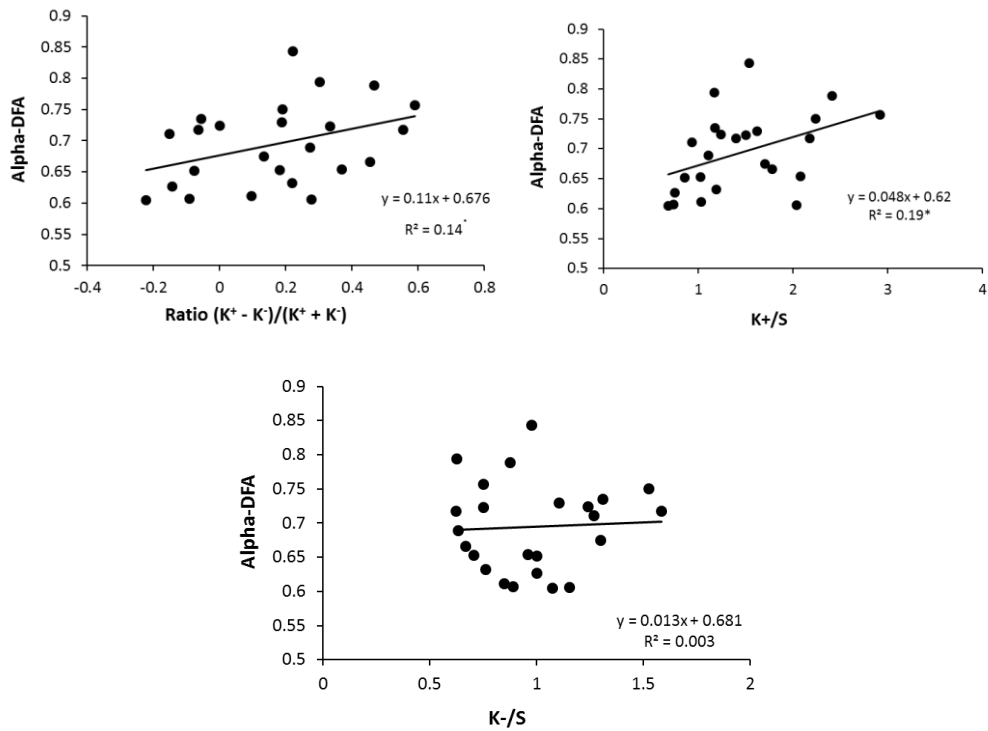 0.9
0.85
0.8
0.75
0.7
0.65
0.6
0.55
0.5
Alpha-DFA
-0.4 -0.2 0 0.2 0.4 0.6 0.8
Ratio (K⁺ - K⁻)/(K⁺ + K⁻)
y = 0.11x + 0.676
R² = 0.14*
0.9
0.85
0.8
0.75
0.7
0.65
0.6
0.55
0.5
Alpha-DFA
0 1 2 3 4
K+/S
y = 0.048x + 0.62
R² = 0.19*
0.9
0.85
0.8
0.75
0.7
0.65
0.6
0.55
0.5
Alpha-DFA
0 0.5 1 1.5 2
K-/S
y = 0.013x + 0.681
R² = 0.003